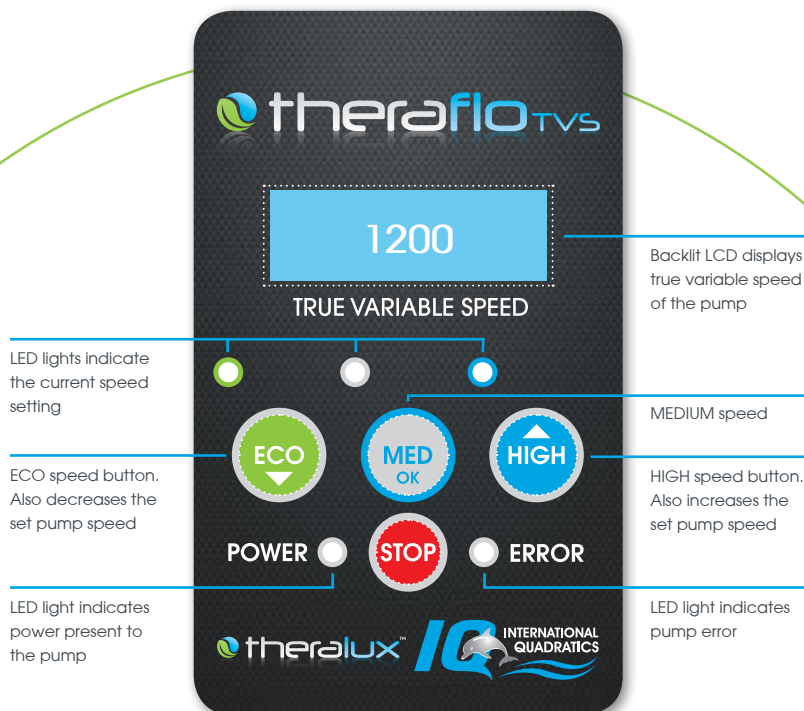 theraflo TVS
1200
TRUE VARIABLE SPEED
Backlit LCD displays
true variable speed
of the pump
LED lights indicate
the current speed
setting
ECO
MED
OK
HIGH
MEDIUM speed
ECO speed button.
Also decreases the
set pump speed
HIGH speed button.
Also increases the
set pump speed
POWER
STOP
ERROR
LED light indicates
power present to
the pump
LED light indicates
pump error
theralux™
IQ
INTERNATIONAL
QUADRATICS